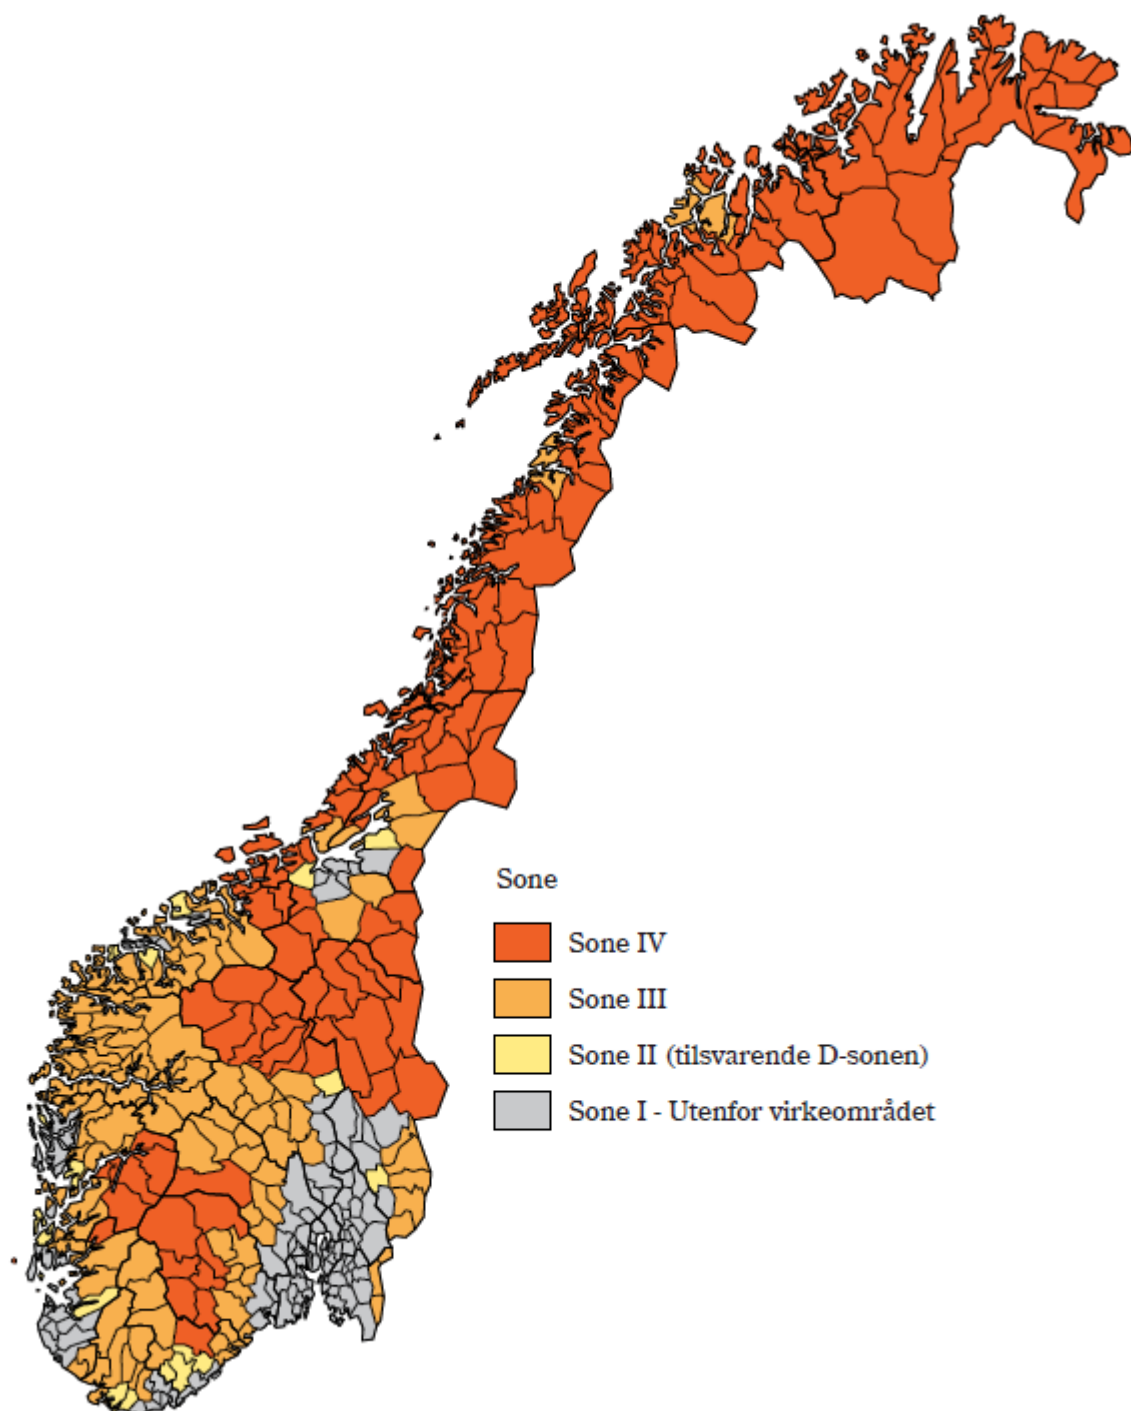 Sone
Sone IV
Sone III
Sone II (tilsvarende D-sonen)
Sone I - Utenfor virkeområdet